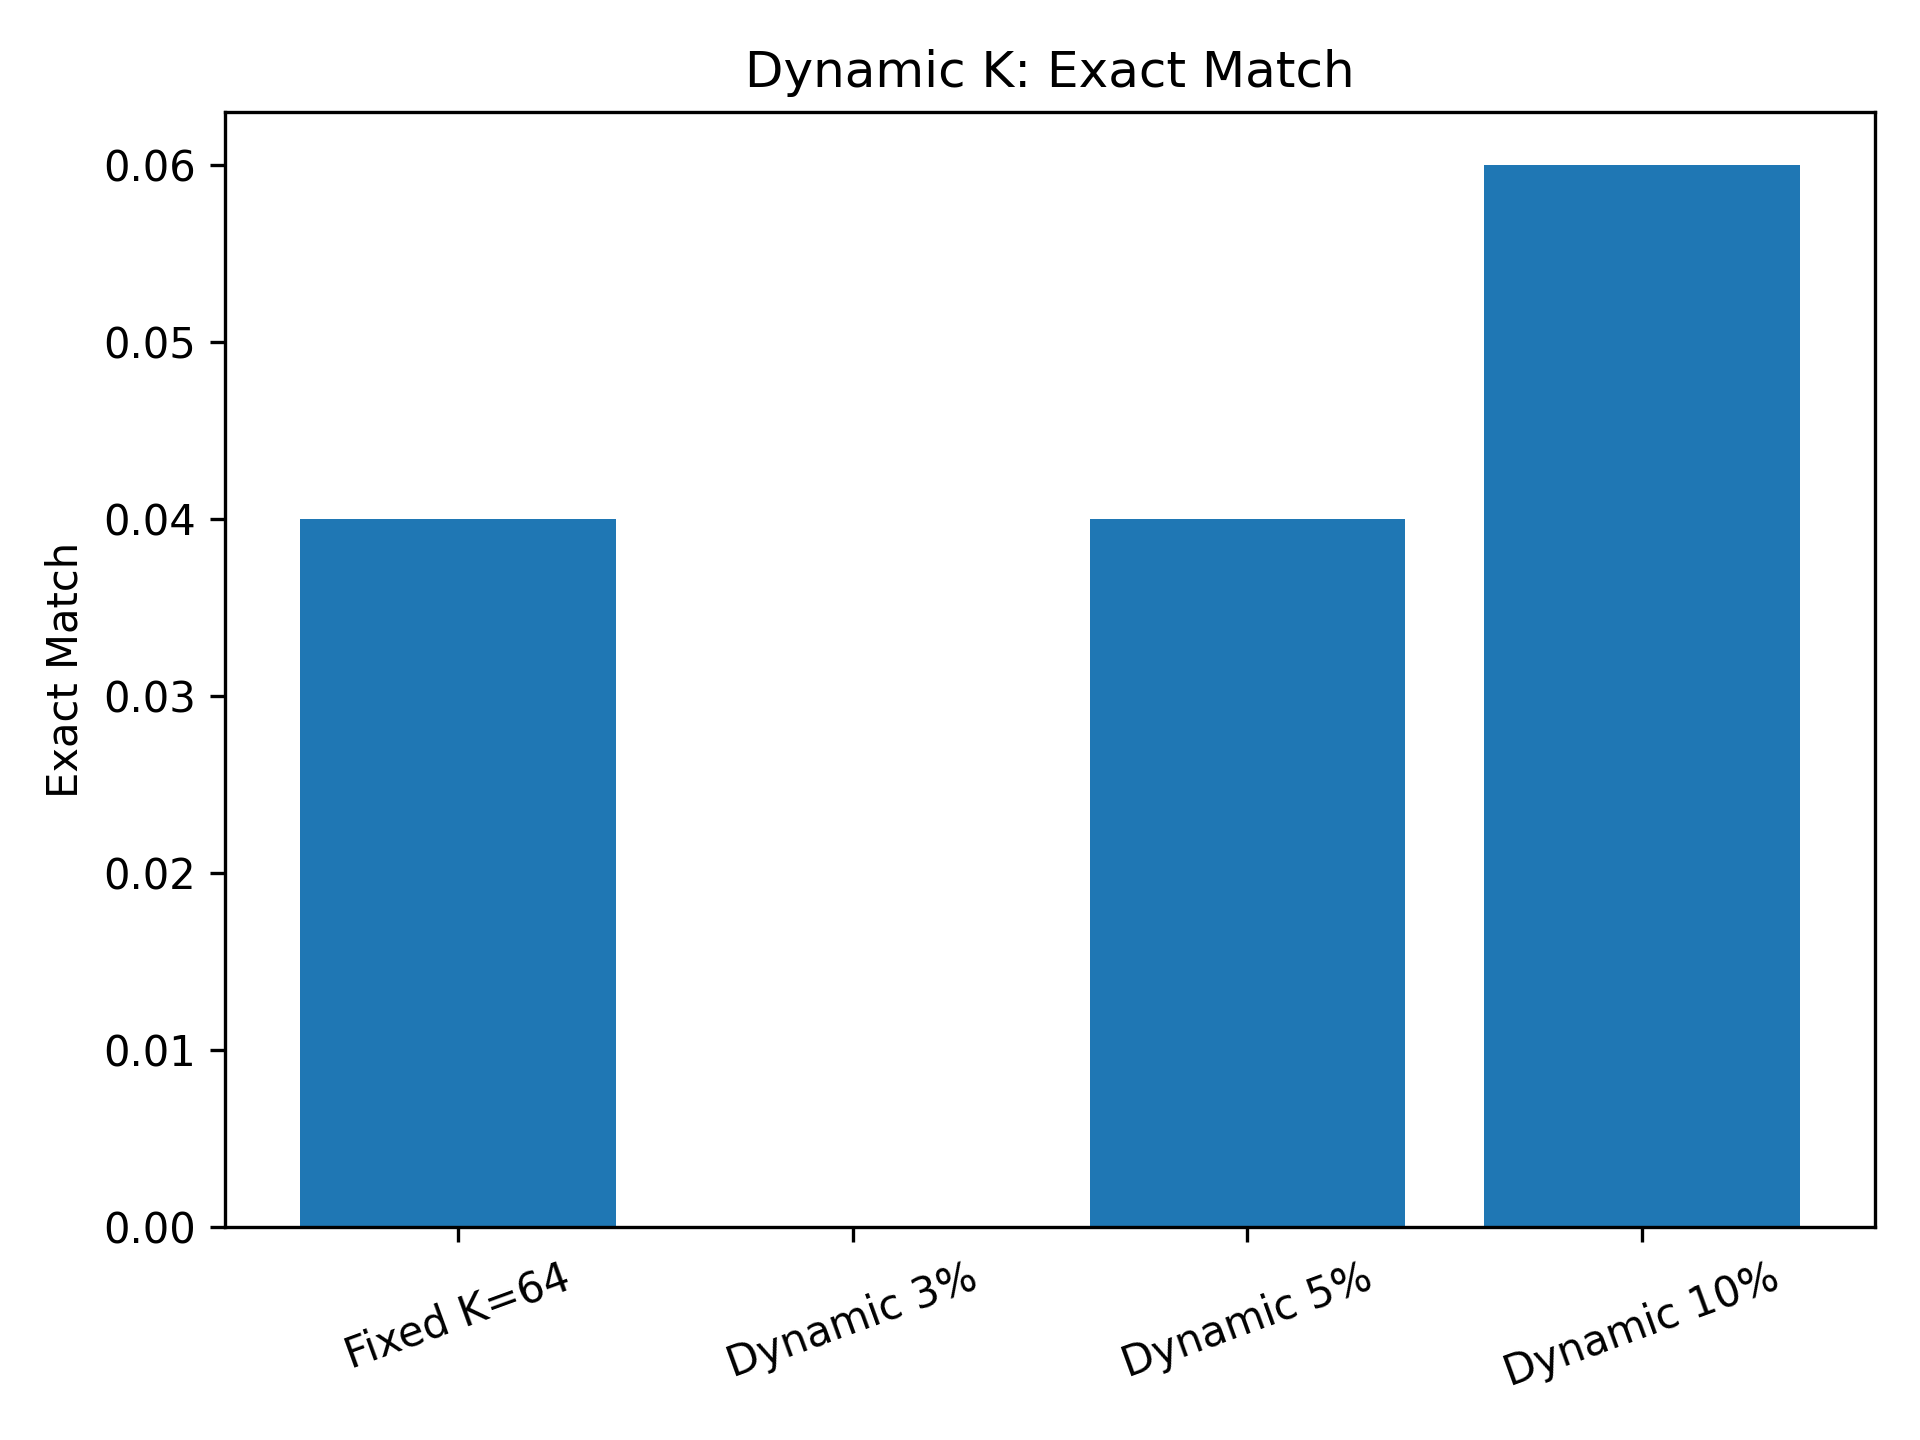 Dynamic K: Exact Match
Exact Match
0.06
0.05
0.04
0.03
0.02
0.01
0.00
Fixed K=64
Dynamic 3%
Dynamic 5%
Dynamic 10%